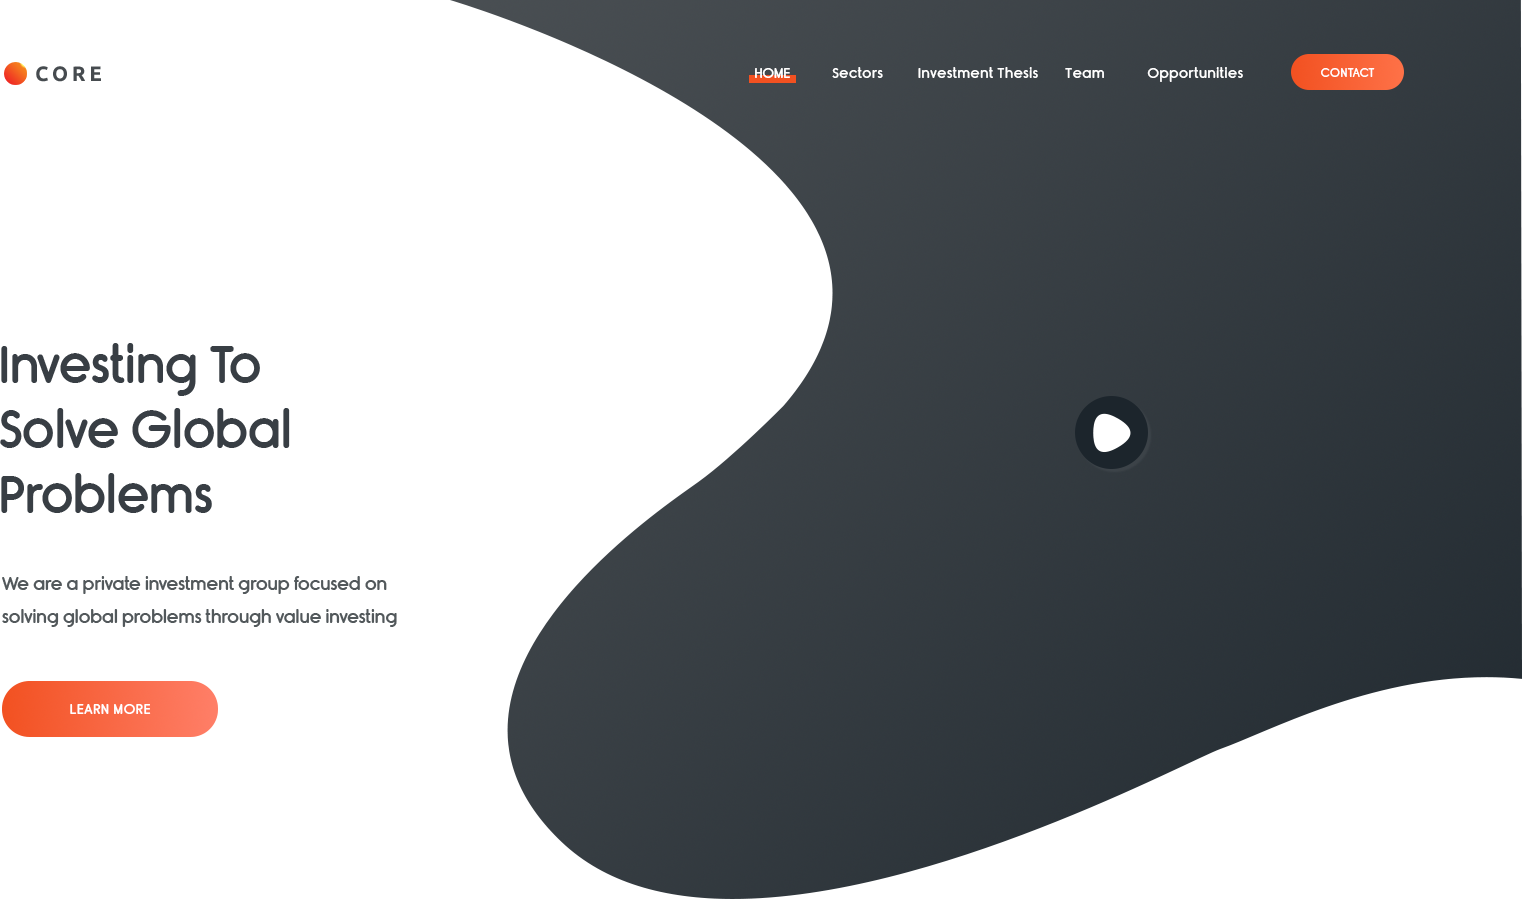 CORE
HOME
Sectors
Investment Thesis
Team
Opportunities
CONTACT
Investing To
Solve Global
Problems
We are a private investment group focused on
solving global problems through value investing
LEARN MORE